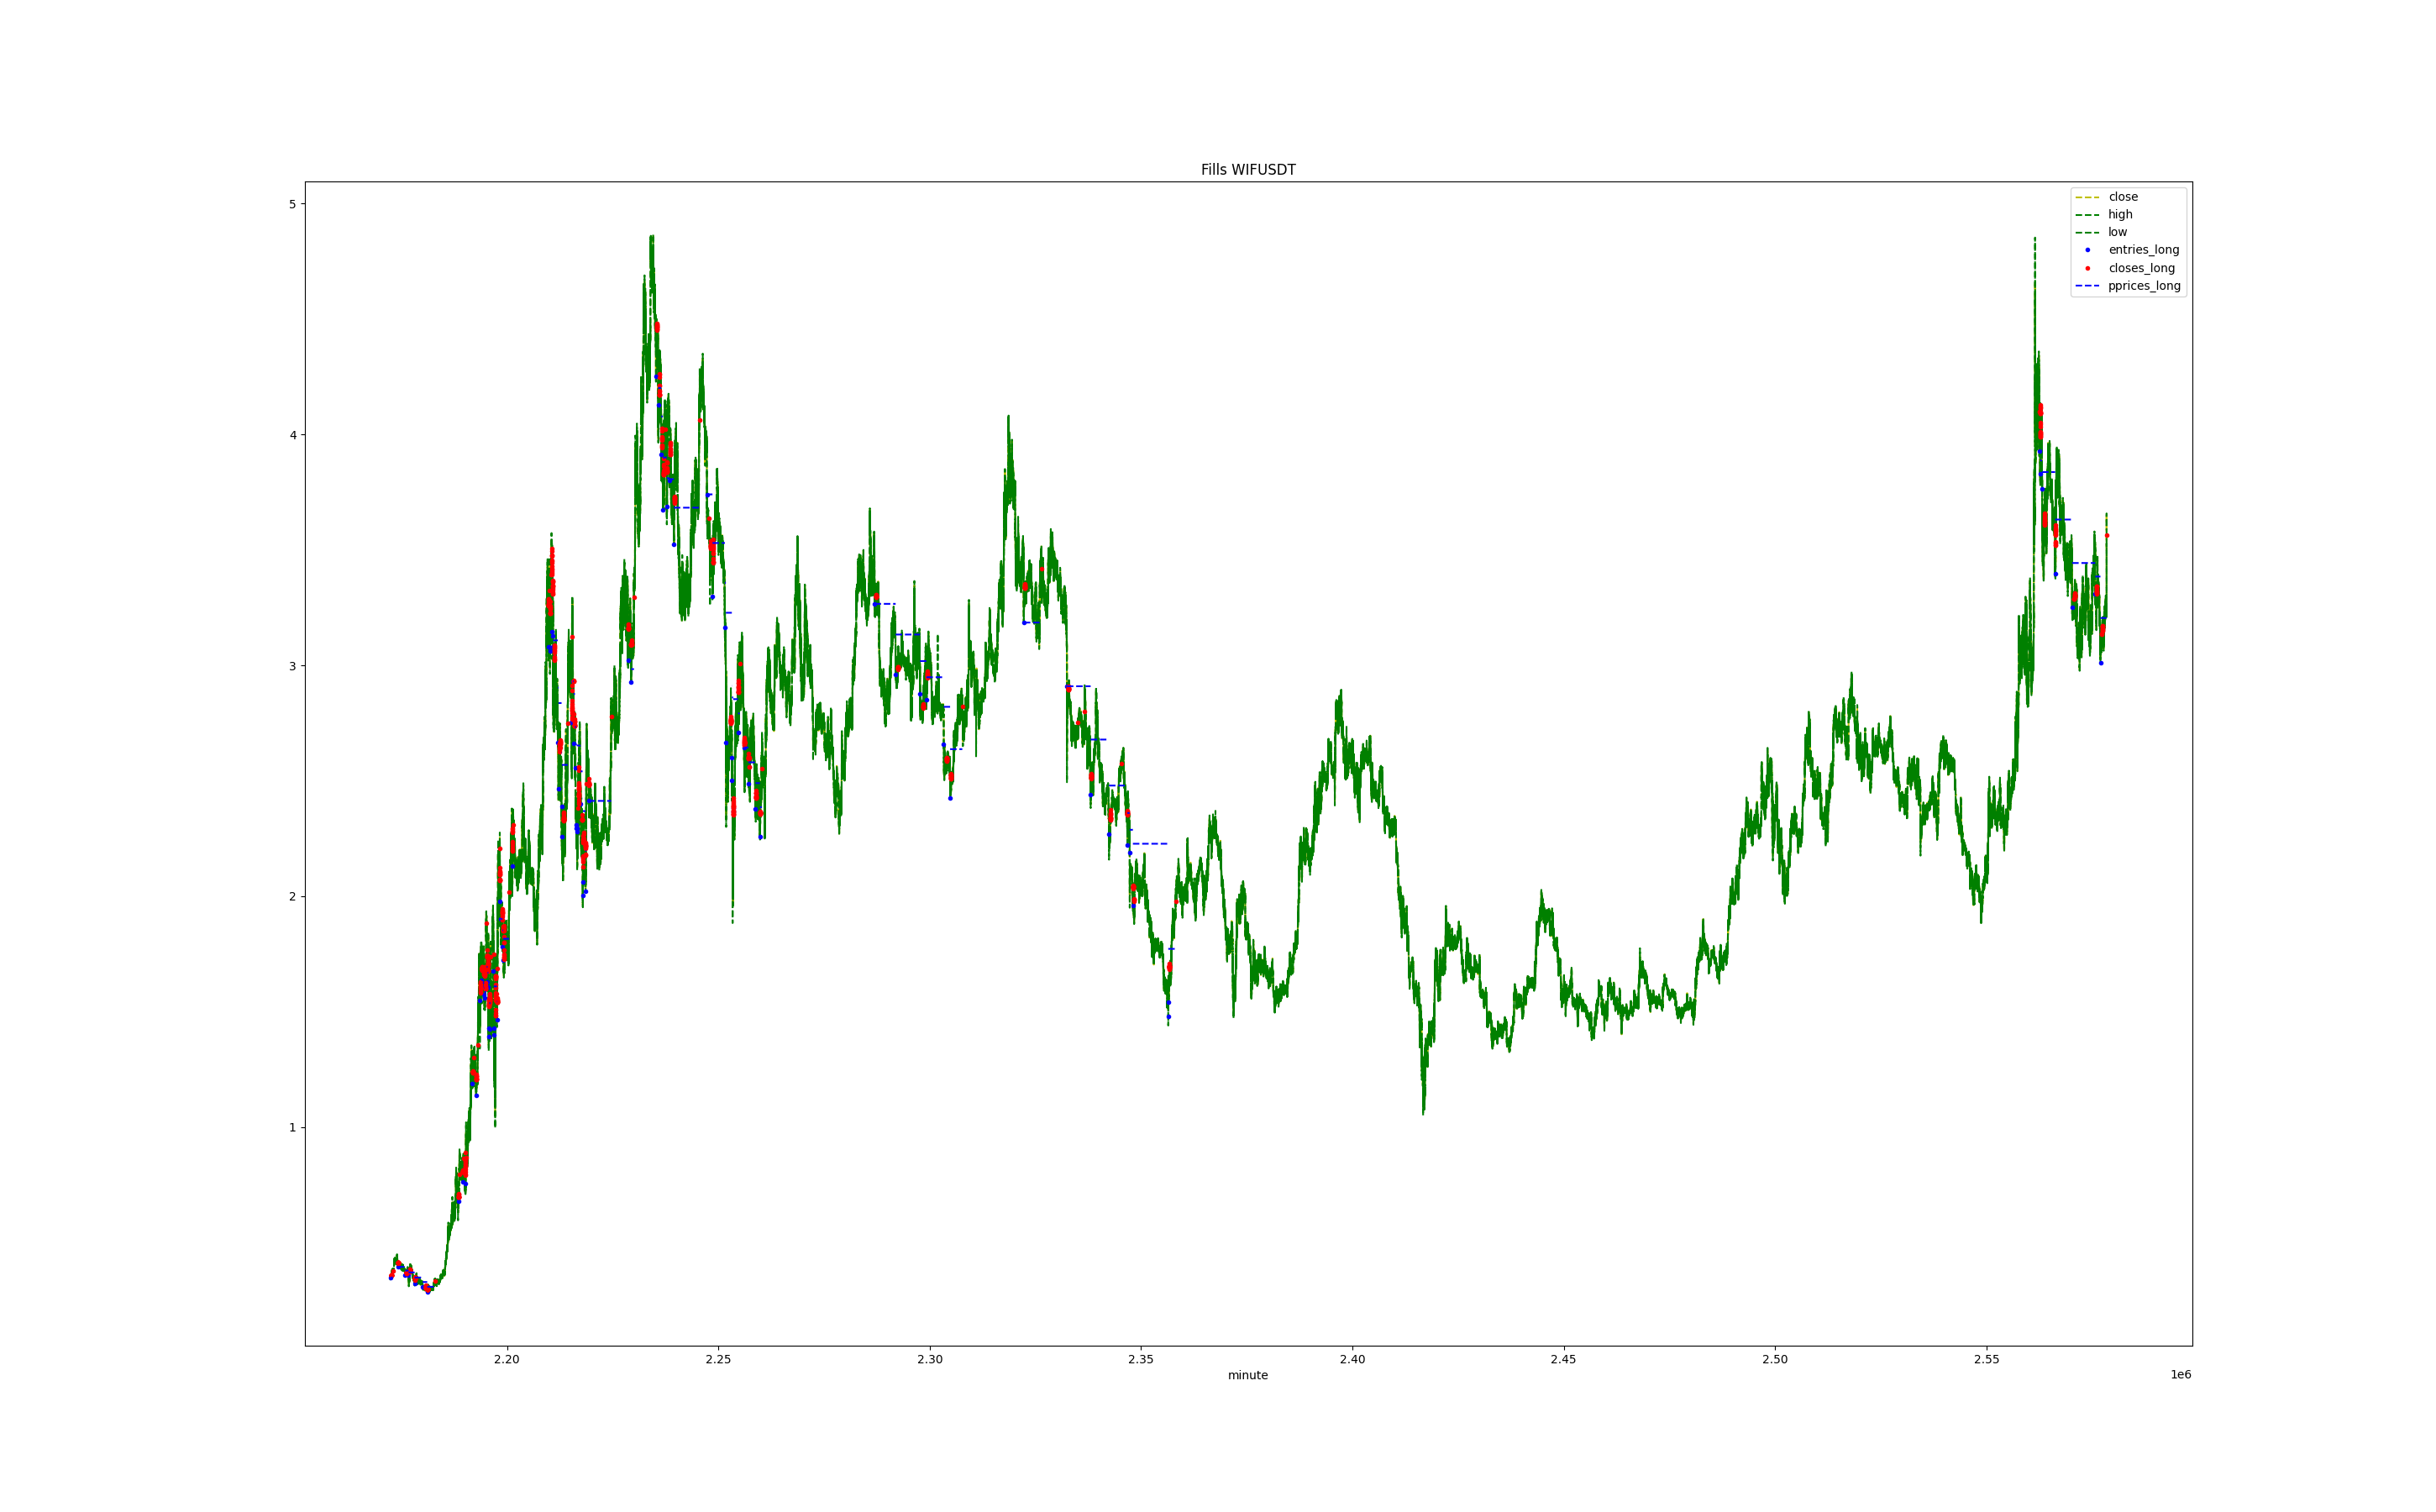 Fills WIFUSDT
close
high
low
entries_long
closes_long
pprices_long
5
4
3
2
1
2.20 2.25 2.30 2.35 2.40 2.45 2.50 2.55
minute
1e6